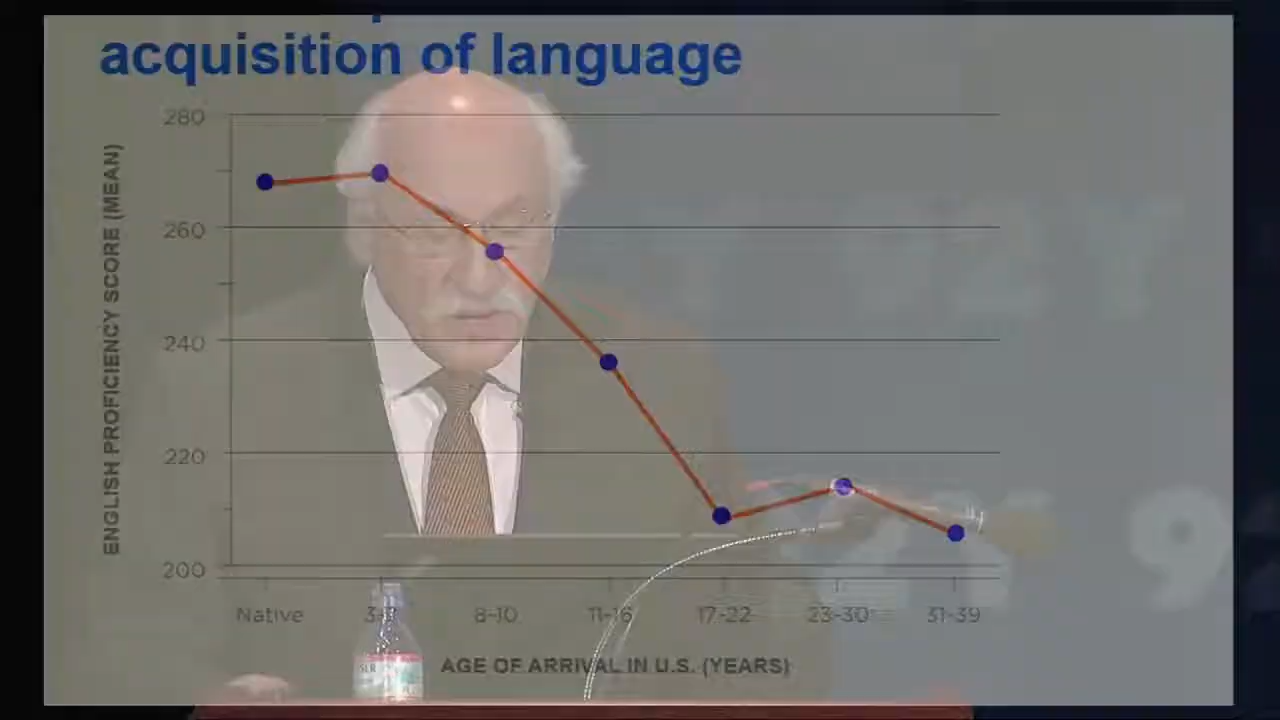 acquisition of language
280
260
240
220
200
ENGLISH PROFICIENCY SCORE (MEAN)
Native 8-10 11-16 17-22 23-30 31-39
AGE OF ARRIVAL IN U.S. (YEARS)
9